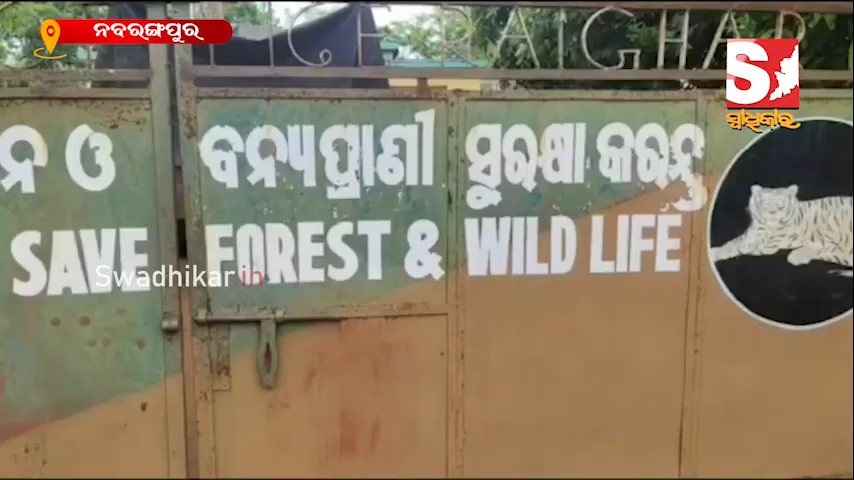 ନବରଙ୍ଗପୁର
S
ସ୍ୱାଧିକାର
ନ ଓ ବନ୍ୟପ୍ରାଣୀ ସୁରକ୍ଷା କରନ୍ତୁ
SAVE FOREST & WILD LIFE
Swadhikar.in